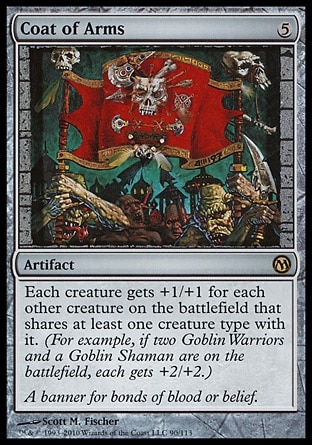 Coat of Arms 5
Artifact
Each creature gets +1/+1 for each
other creature on the battlefield that
shares at least one creature type with
it. (For example, if two Goblin Warriors
and a Goblin Shaman are on the
battlefield, each gets +2/+2.)
A banner for bonds of blood or belief.
Scott M. Fischer
™ & © 1993–2010 Wizards of the Coast LLC 90/113